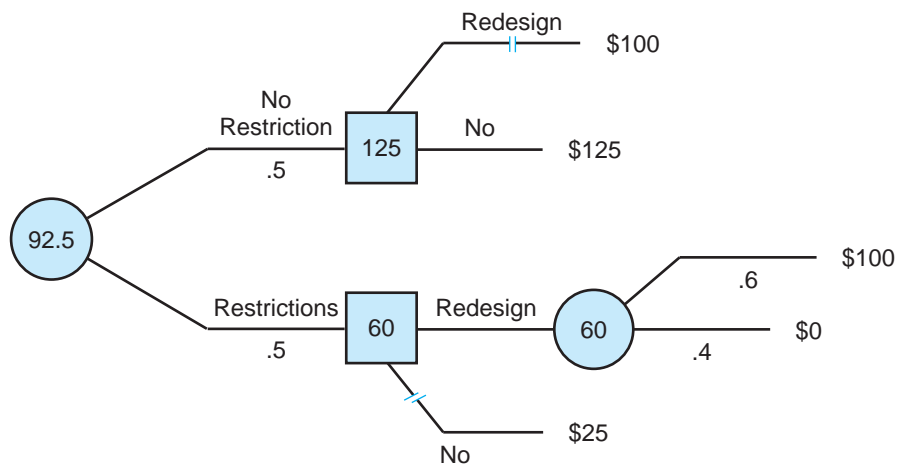 Redesign
$100
No
Restriction
.5
125
No
$125
92.5
Restrictions
.5
60
Redesign
60
.6
$100
.4
$0
No
$25